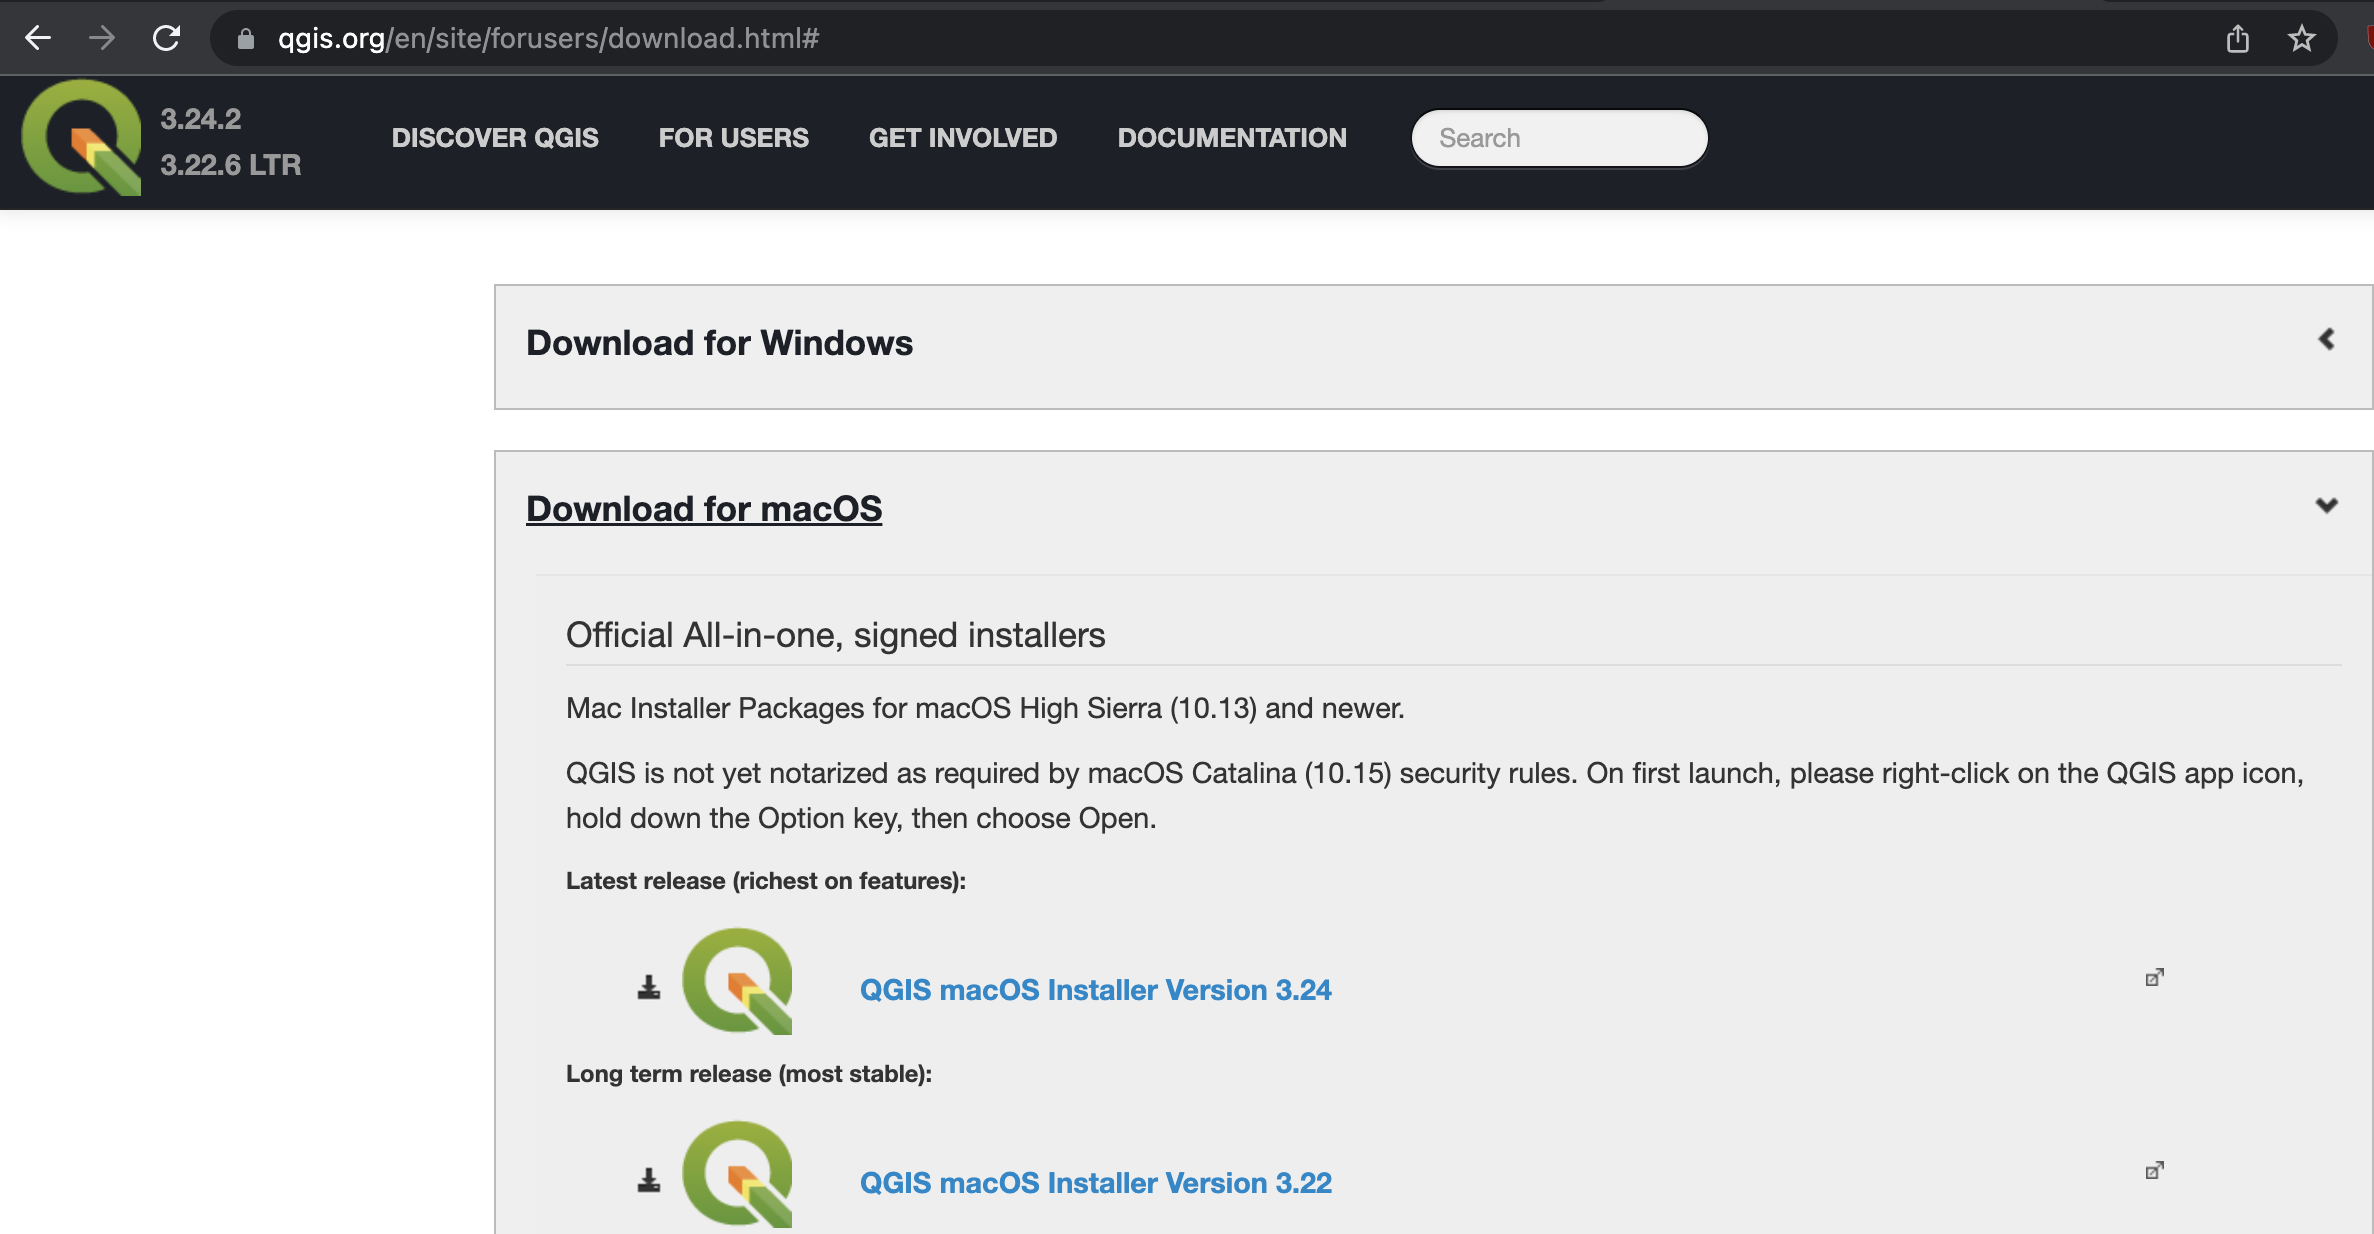 qgis.org/en/site/forusers/download.html#
3.24.2
3.22.6 LTR
DISCOVER QGIS
FOR USERS
GET INVOLVED
DOCUMENTATION
Search
Download for Windows
Download for macOS
Official All-in-one, signed installers
Mac Installer Packages for macOS High Sierra (10.13) and newer.
QGIS is not yet notarized as required by macOS Catalina (10.15) security rules. On first launch, please right-click on the QGIS app icon,
hold down the Option key, then choose Open.
Latest release (richest on features):
QGIS macOS Installer Version 3.24
Long term release (most stable):
QGIS macOS Installer Version 3.22